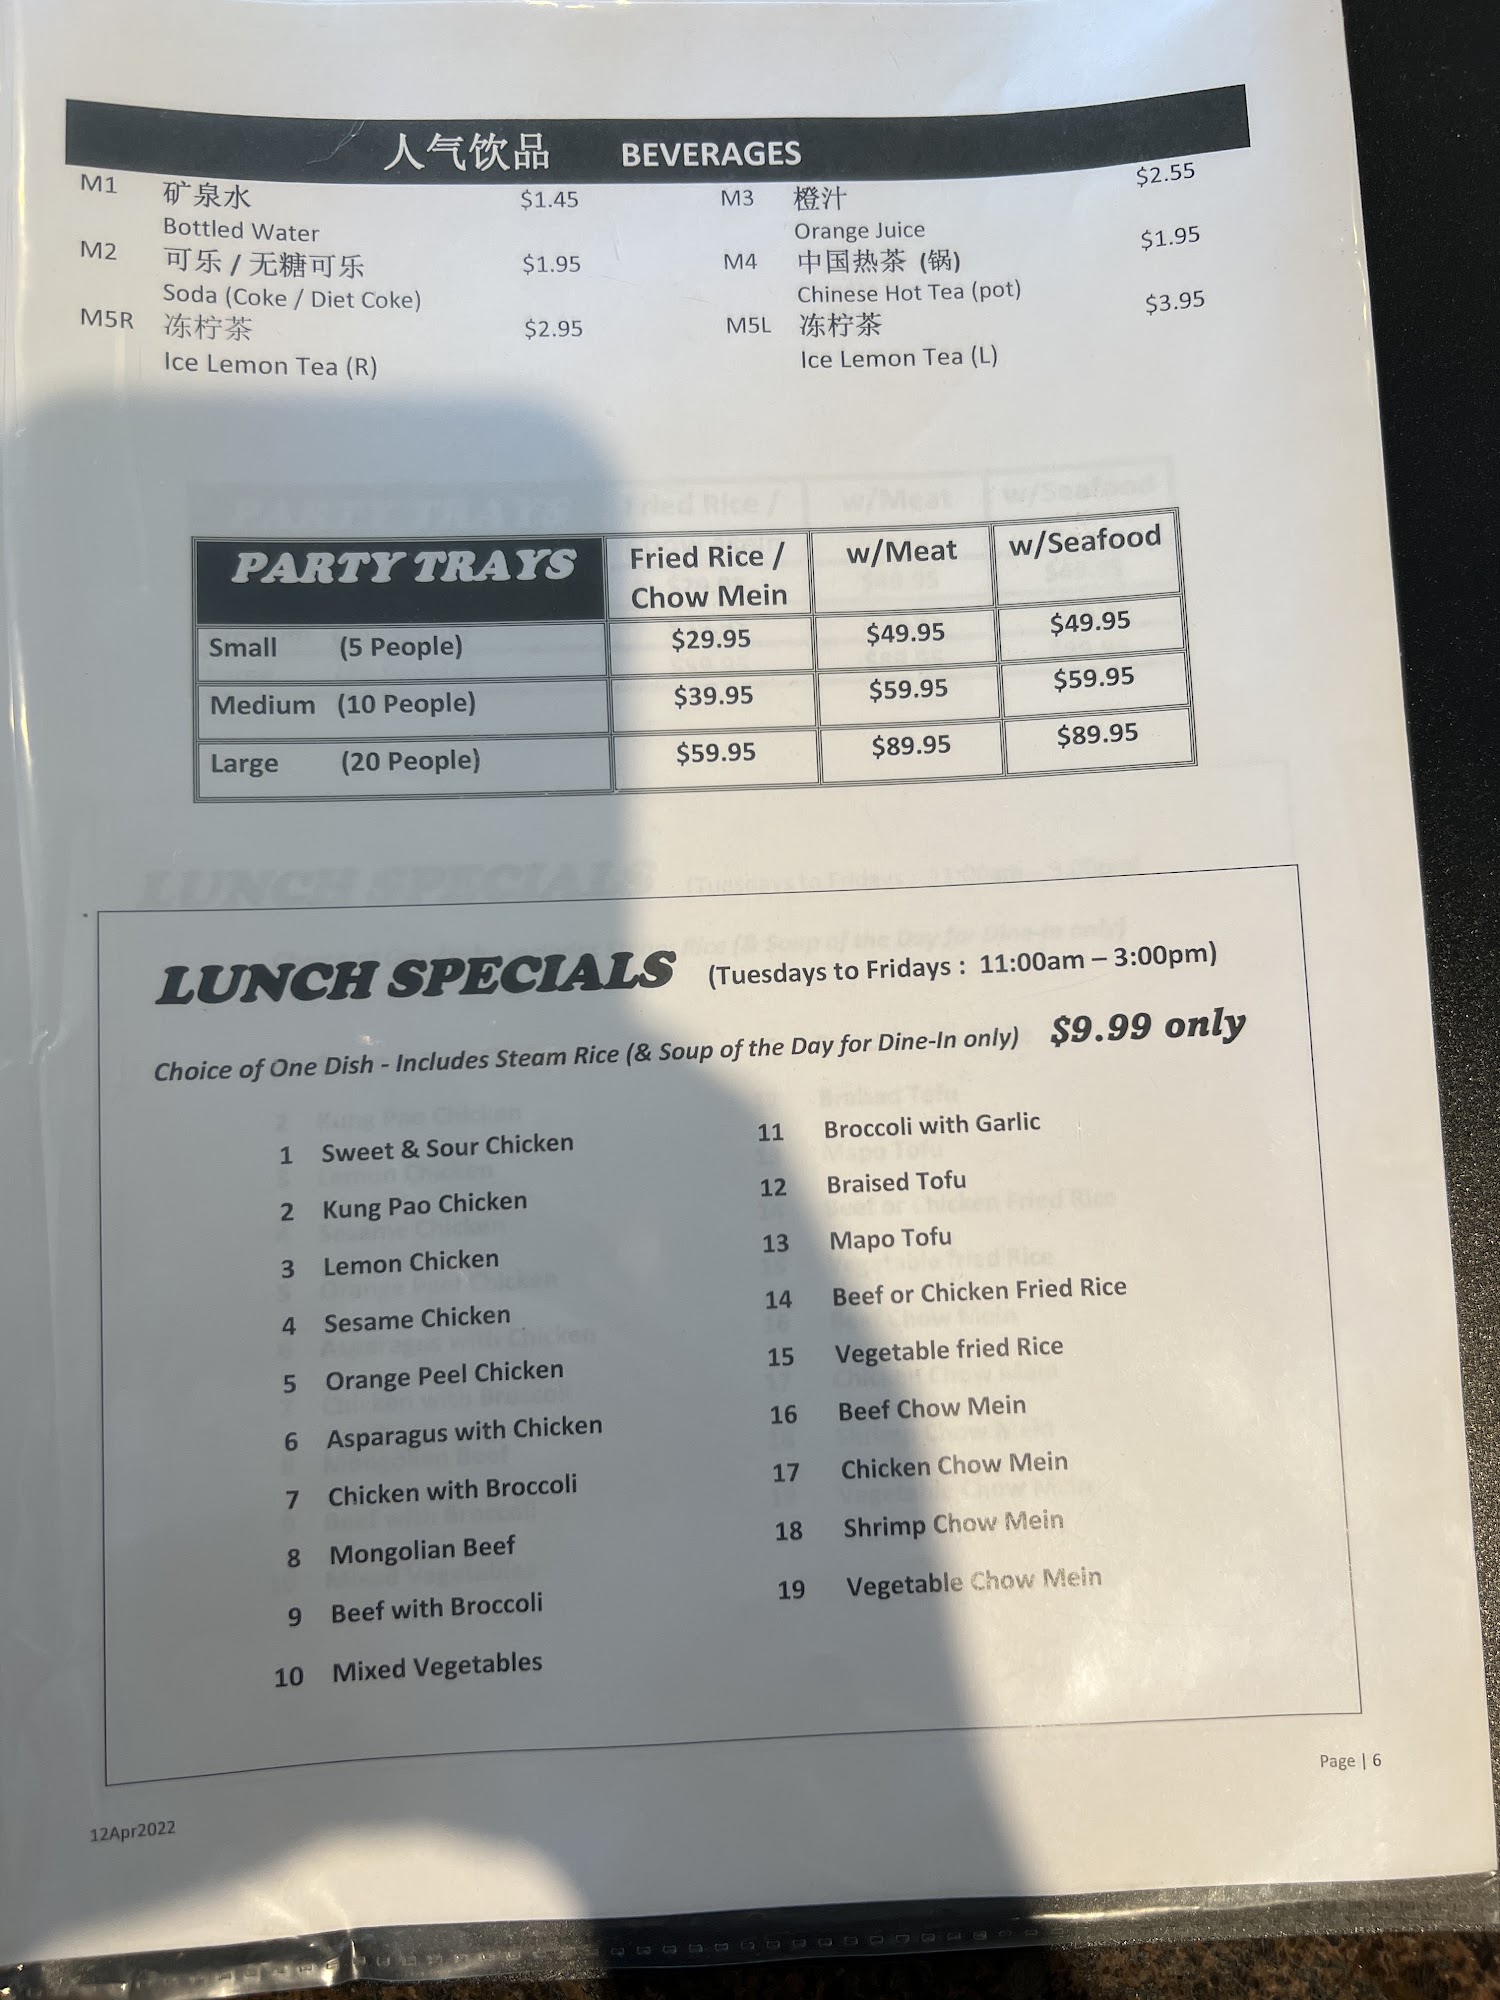 人气饮品 BEVERAGES
M1 矿泉水 $1.45 M3 橙汁 $2.55
Bottled Water Orange Juice
M2 可乐 / 无糖可乐 $1.95 M4 中国热茶 (锅) $1.95
Soda (Coke / Diet Coke) Chinese Hot Tea (pot)
M5R 冻柠茶 $2.95 M5L 冻柠茶 $3.95
Ice Lemon Tea (R) Ice Lemon Tea (L)
PARTY TRAYS Fried Rice / w/Meat w/Seafood
Chow Mein
Small (5 People) $29.95 $49.95 $49.95
Medium (10 People) $39.95 $59.95 $59.95
Large (20 People) $59.95 $89.95 $89.95
LUNCH SPECIALS (Tuesdays to Fridays : 11:00am – 3:00pm)
Choice of One Dish - Includes Steam Rice (& Soup of the Day for Dine-In only) $9.99 only
1 Sweet & Sour Chicken
2 Kung Pao Chicken
3 Lemon Chicken
4 Sesame Chicken
5 Orange Peel Chicken
6 Asparagus with Chicken
7 Chicken with Broccoli
8 Mongolian Beef
9 Beef with Broccoli
10 Mixed Vegetables
11 Broccoli with Garlic
12 Braised Tofu
13 Mapo Tofu
14 Beef or Chicken Fried Rice
15 Vegetable fried Rice
16 Beef Chow Mein
17 Chicken Chow Mein
18 Shrimp Chow Mein
19 Vegetable Chow Mein
Page | 6
12Apr2022